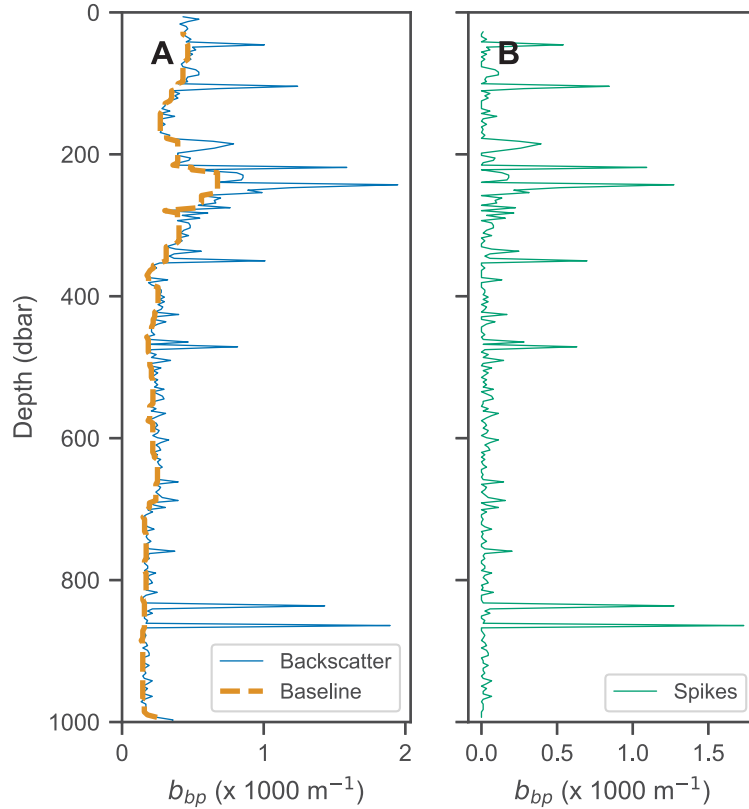 A
B
0
200
400
600
800
1000
Depth (dbar)
Backscatter
Baseline
Spikes
0
1
2
0.0
0.5
1.0
1.5
b_bp (x 1000 m⁻¹)
b_bp (x 1000 m⁻¹)